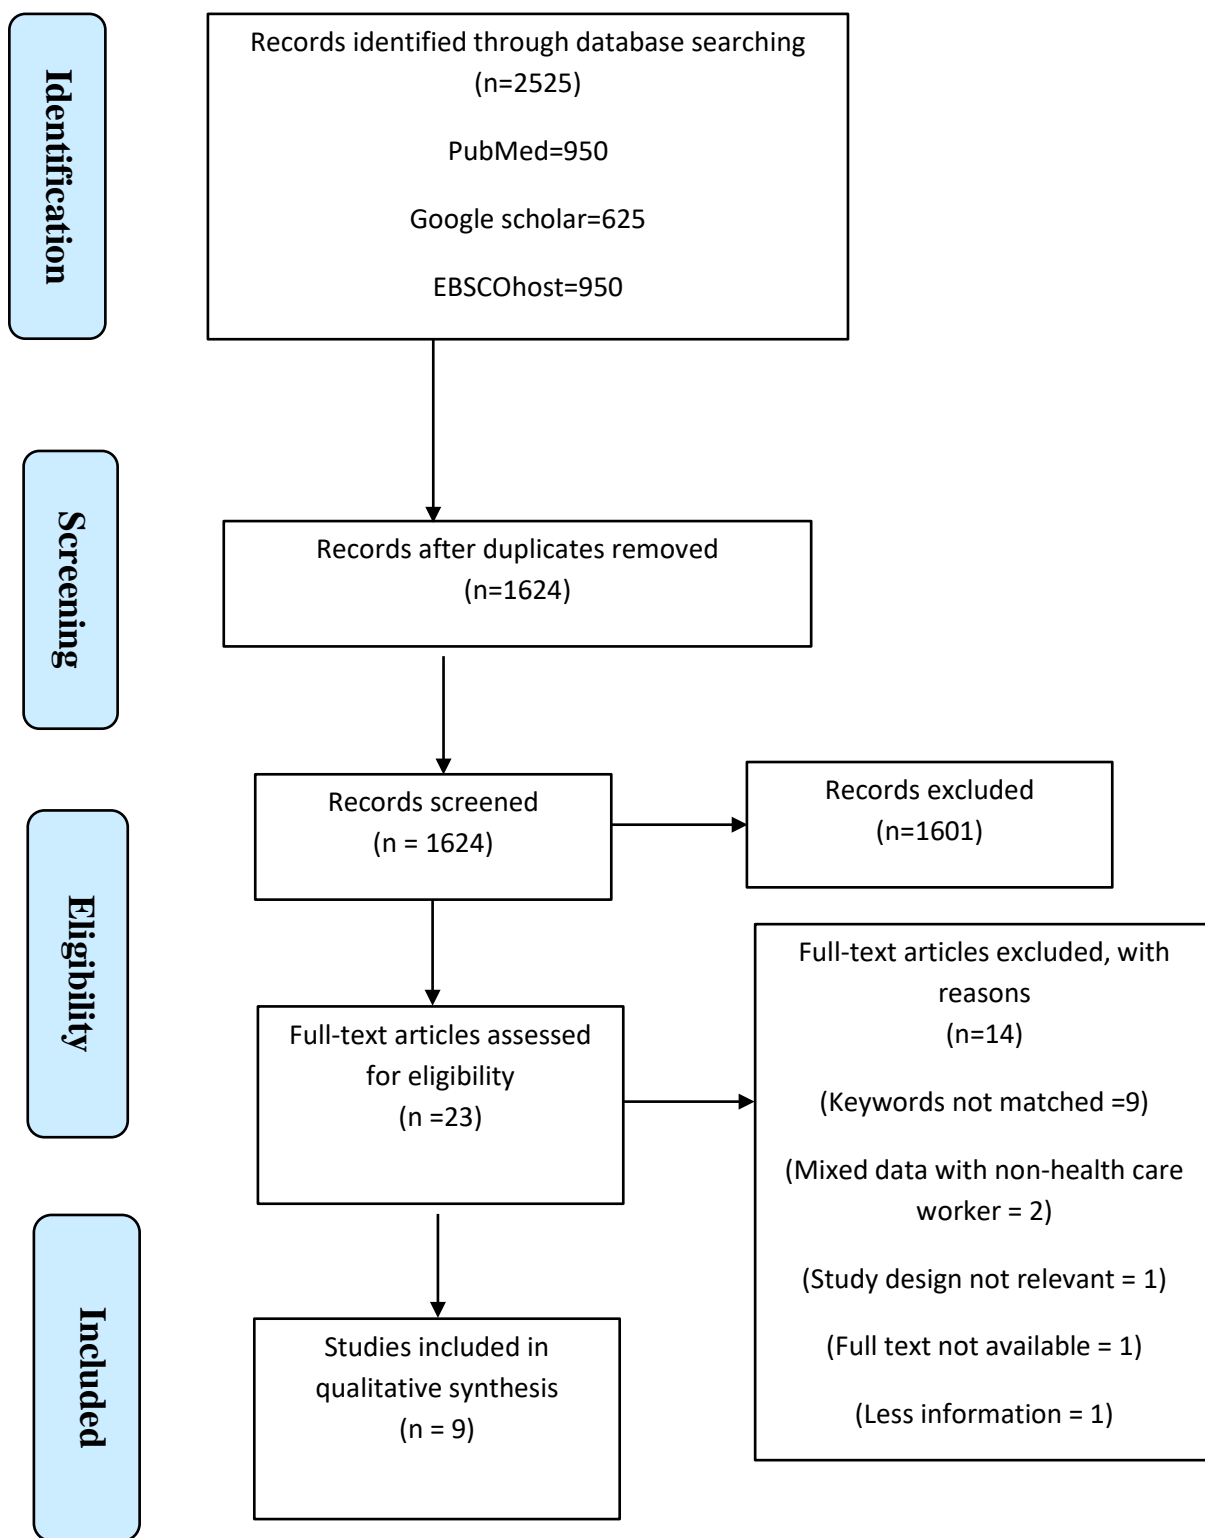 Identification
Records identified through database searching
(n=2525)
PubMed=950
Google scholar=625
EBSCOhost=950
Screening
Records after duplicates removed
(n=1624)
Records screened
(n = 1624)
Records excluded
(n=1601)
Eligibility
Full-text articles assessed
for eligibility
(n =23)
Full-text articles excluded, with
reasons
(n=14)
(Keywords not matched =9)
(Mixed data with non-health care
worker = 2)
(Study design not relevant = 1)
(Full text not available = 1)
(Less information = 1)
Included
Studies included in
qualitative synthesis
(n = 9)